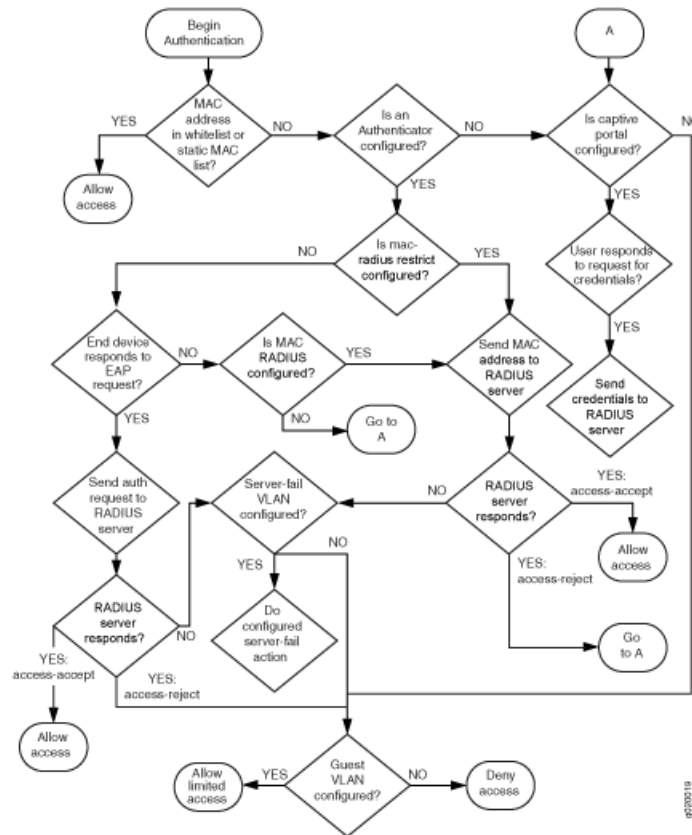 Begin
Authentication
A
MAC
address
in whitelist or
static MAC
list?
YES
NO
Is an
Authenticator
configured?
NO
Is captive
portal
configured?
Allow
access
YES
YES
Is mac-
radius restrict
configured?
NO
YES
User responds
to request for
credentials?
YES
End device
responds to
EAP
request?
NO
Is MAC
RADIUS
configured?
YES
Send MAC
address to
RADIUS
server
Send
credentials to
RADIUS
server
YES
NO
Go to
A
Send auth
request to
RADIUS
server
Server-fail
VLAN
configured?
NO
RADIUS
server
responds?
YES:
access-accept
Allow
access
NO
YES
YES:
access-reject
RADIUS
server
responds?
NO
Do
configured
server-fail
action
Go
to A
YES:
access-accept
YES:
access-reject
Allow
access
Allow
limited
access
YES
Guest
VLAN
configured?
NO
Deny
access
g020019